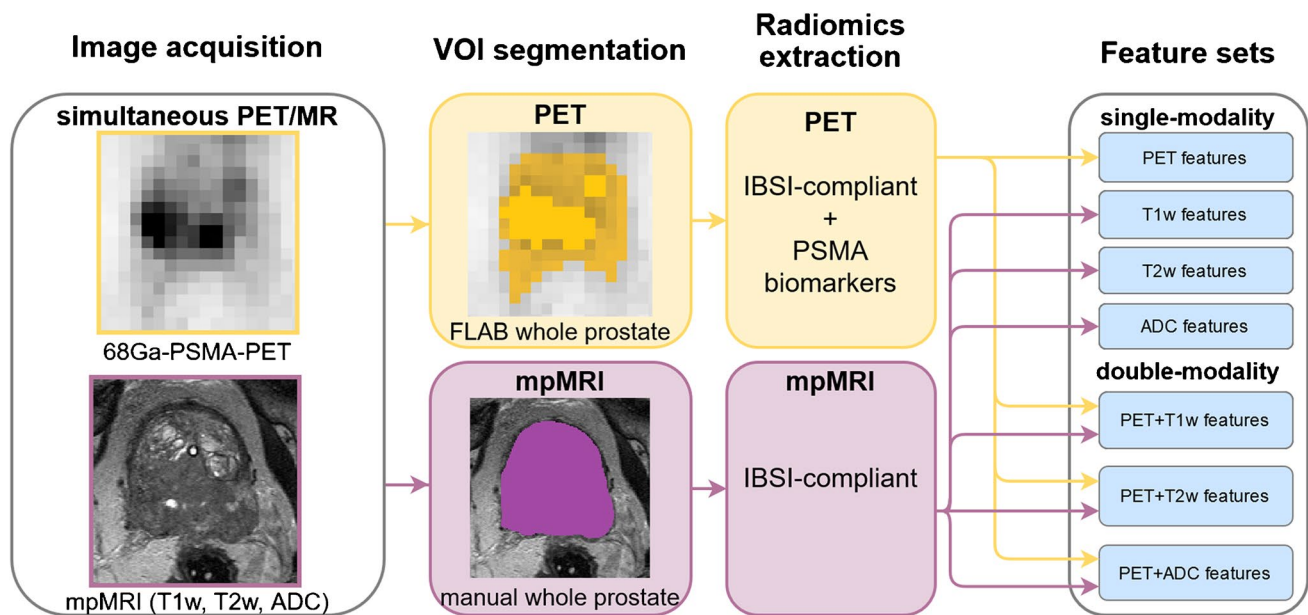 Image acquisition
VOI segmentation
Radiomics
extraction
Feature sets
simultaneous PET/MR
68Ga-PSMA-PET
mpMRI (T1w, T2w, ADC)
PET
FLAB whole prostate
mpMRI
manual whole prostate
PET
IBSI-compliant
+
PSMA
biomarkers
mpMRI
IBSI-compliant
single-modality
PET features
T1w features
T2w features
ADC features
double-modality
PET+T1w features
PET+T2w features
PET+ADC features